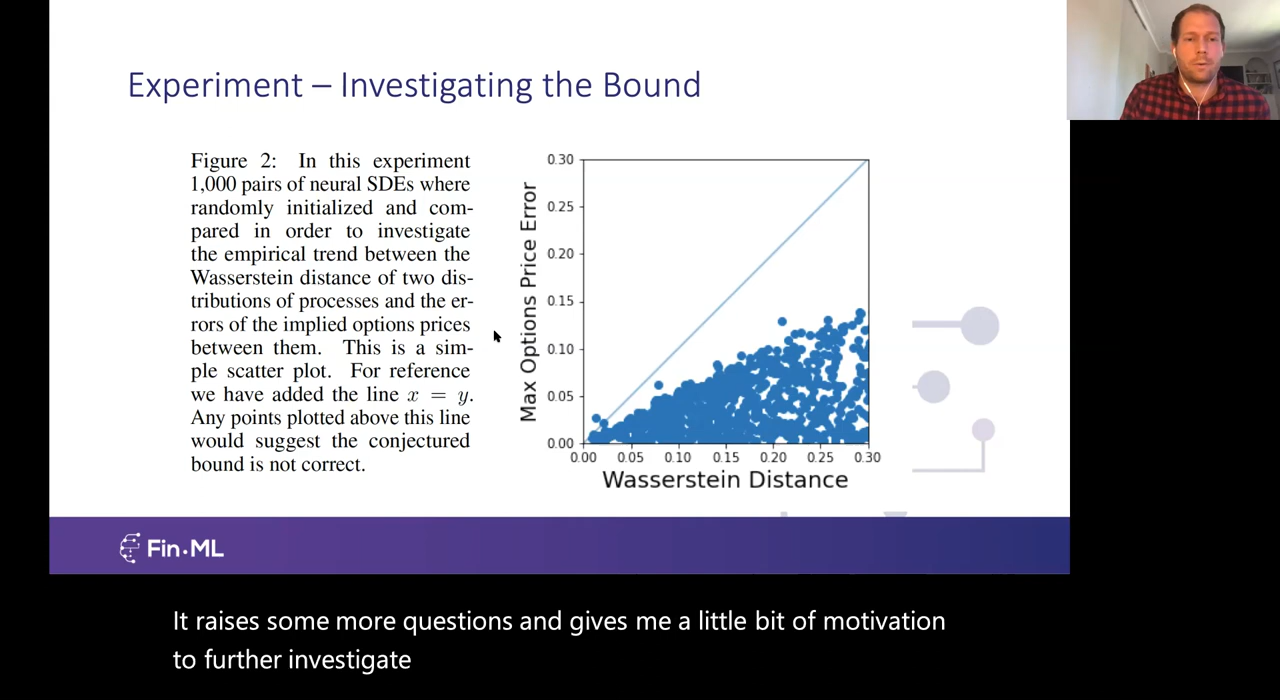 Experiment – Investigating the Bound
Figure 2: In this experiment
1,000 pairs of neural SDEs where
randomly initialized and com-
pared in order to investigate
the empirical trend between the
Wasserstein distance of two dis-
tributions of processes and the er-
rors of the implied options prices
between them. This is a sim-
ple scatter plot. For reference
we have added the line x = y.
Any points plotted above this line
would suggest the conjectured
bound is not correct.
Max Options Price Error
0.30
0.25
0.20
0.15
0.10
0.05
0.00
0.00 0.05 0.10 0.15 0.20 0.25 0.30
Wasserstein Distance
Fin·ML
It raises some more questions and gives me a little bit of motivation
to further investigate